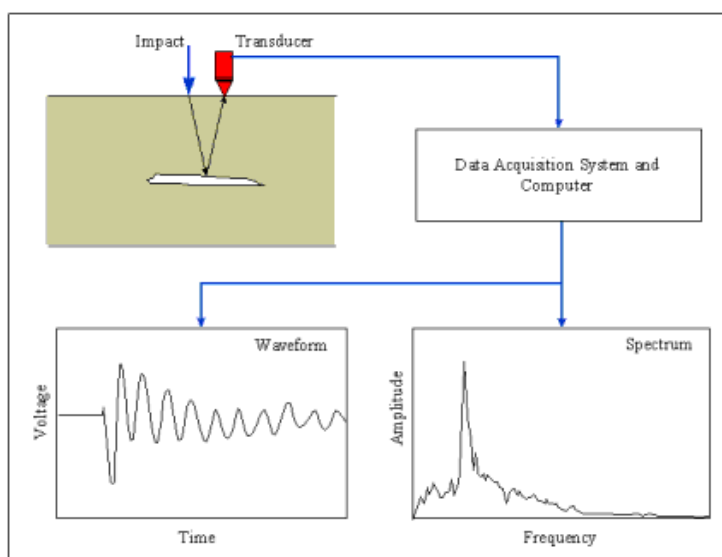 Impact
Transducer
Data Acquisition System and
Computer
Waveform
Voltage
Time
Spectrum
Amplitude
Frequency